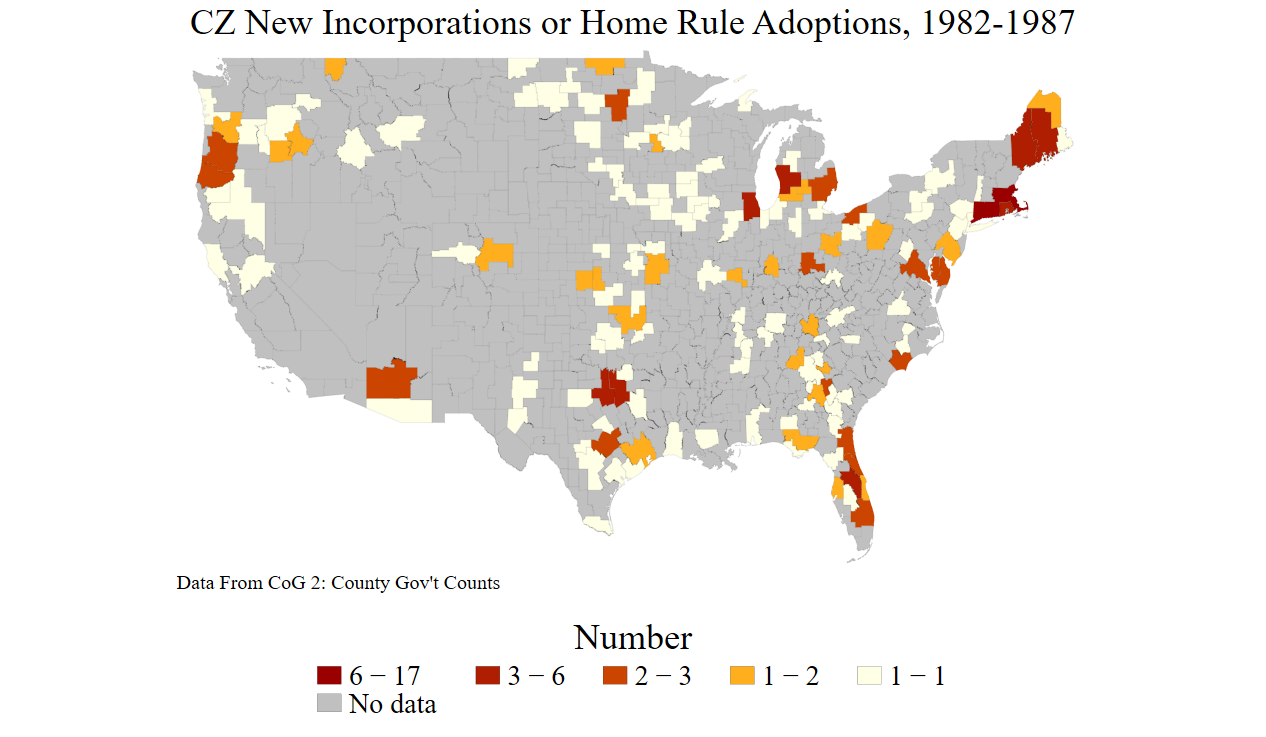 CZ New Incorporations or Home Rule Adoptions, 1982-1987
Data From CoG 2: County Gov't Counts
Number
6 − 17 3 − 6 2 − 3 1 − 2 1 − 1
No data